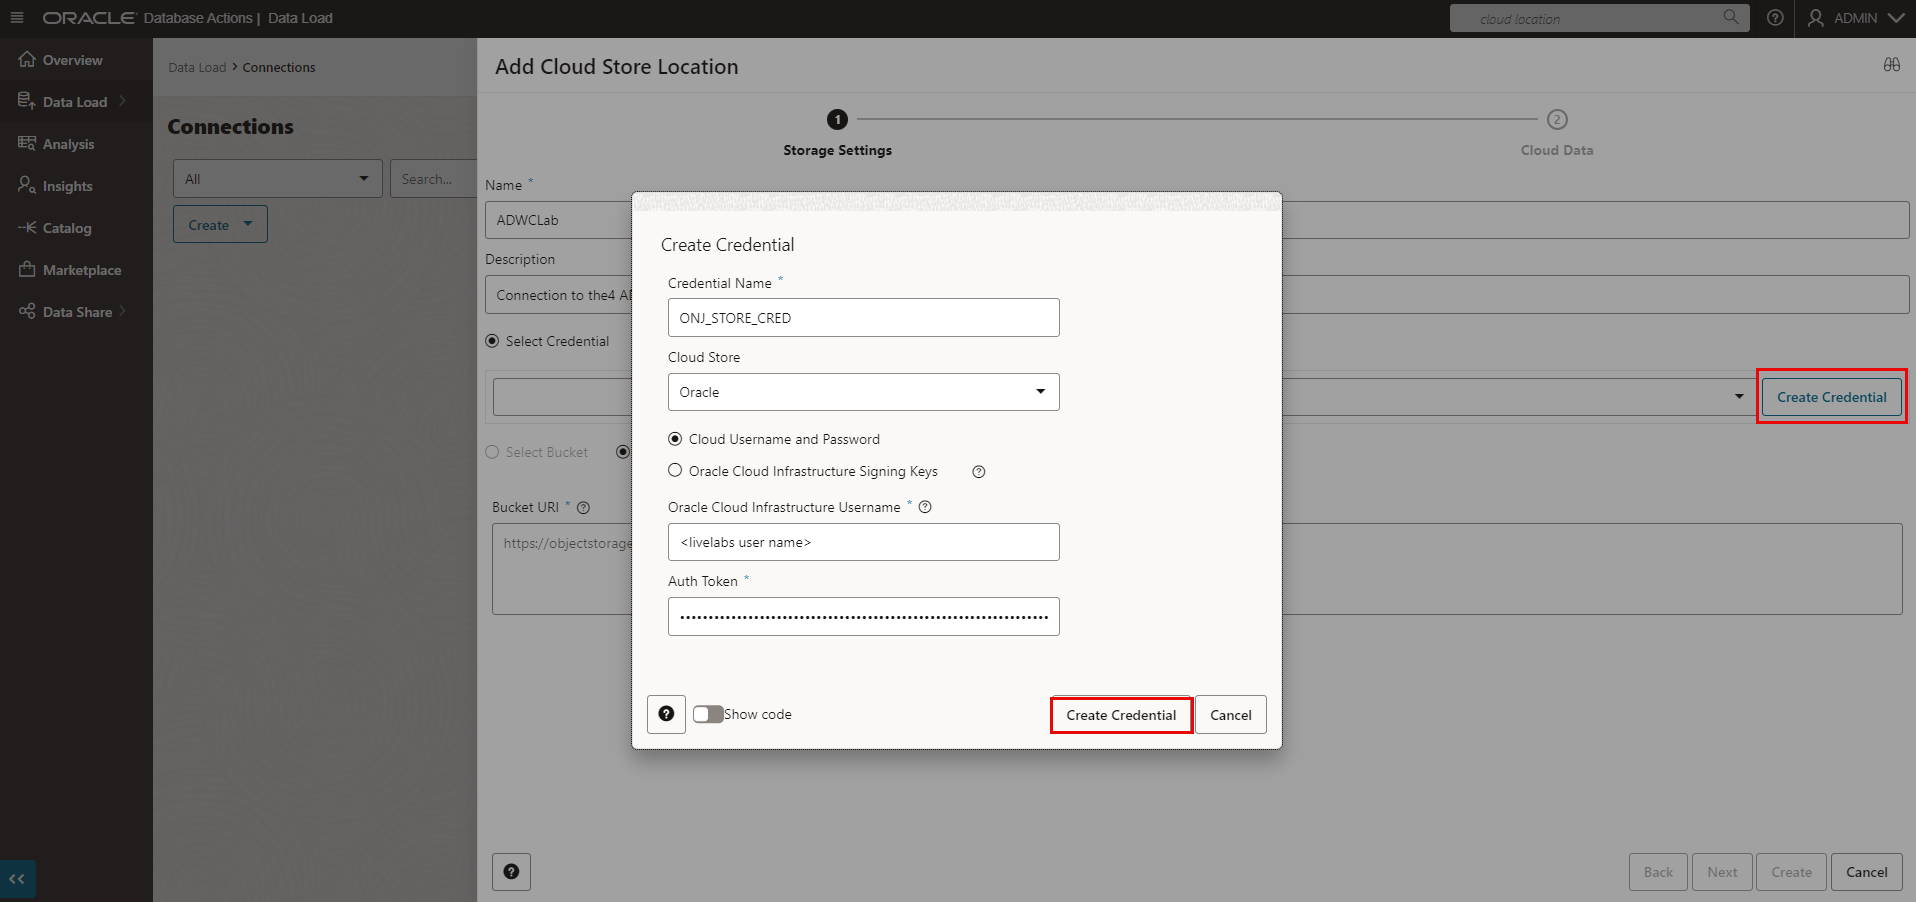 ORACLE Database Actions | Data Load
cloud location
ADMIN
Overview
Data Load
Analysis
Insights
Catalog
Marketplace
Data Share
Data Load > Connections
Connections
All
Search...
Create
Add Cloud Store Location
1
2
Storage Settings
Cloud Data
Name *
ADWCLab
Description
Connection to the4 AD
Select Credential
Create Credential
Select Bucket
Bucket URI *
https://objectstorage
Create Credential
Credential Name *
ONJ_STORE_CRED
Cloud Store
Oracle
Cloud Username and Password
Oracle Cloud Infrastructure Signing Keys
Oracle Cloud Infrastructure Username *
<livelabs user name>
Auth Token *
Show code
Create Credential
Cancel
Back
Next
Create
Cancel